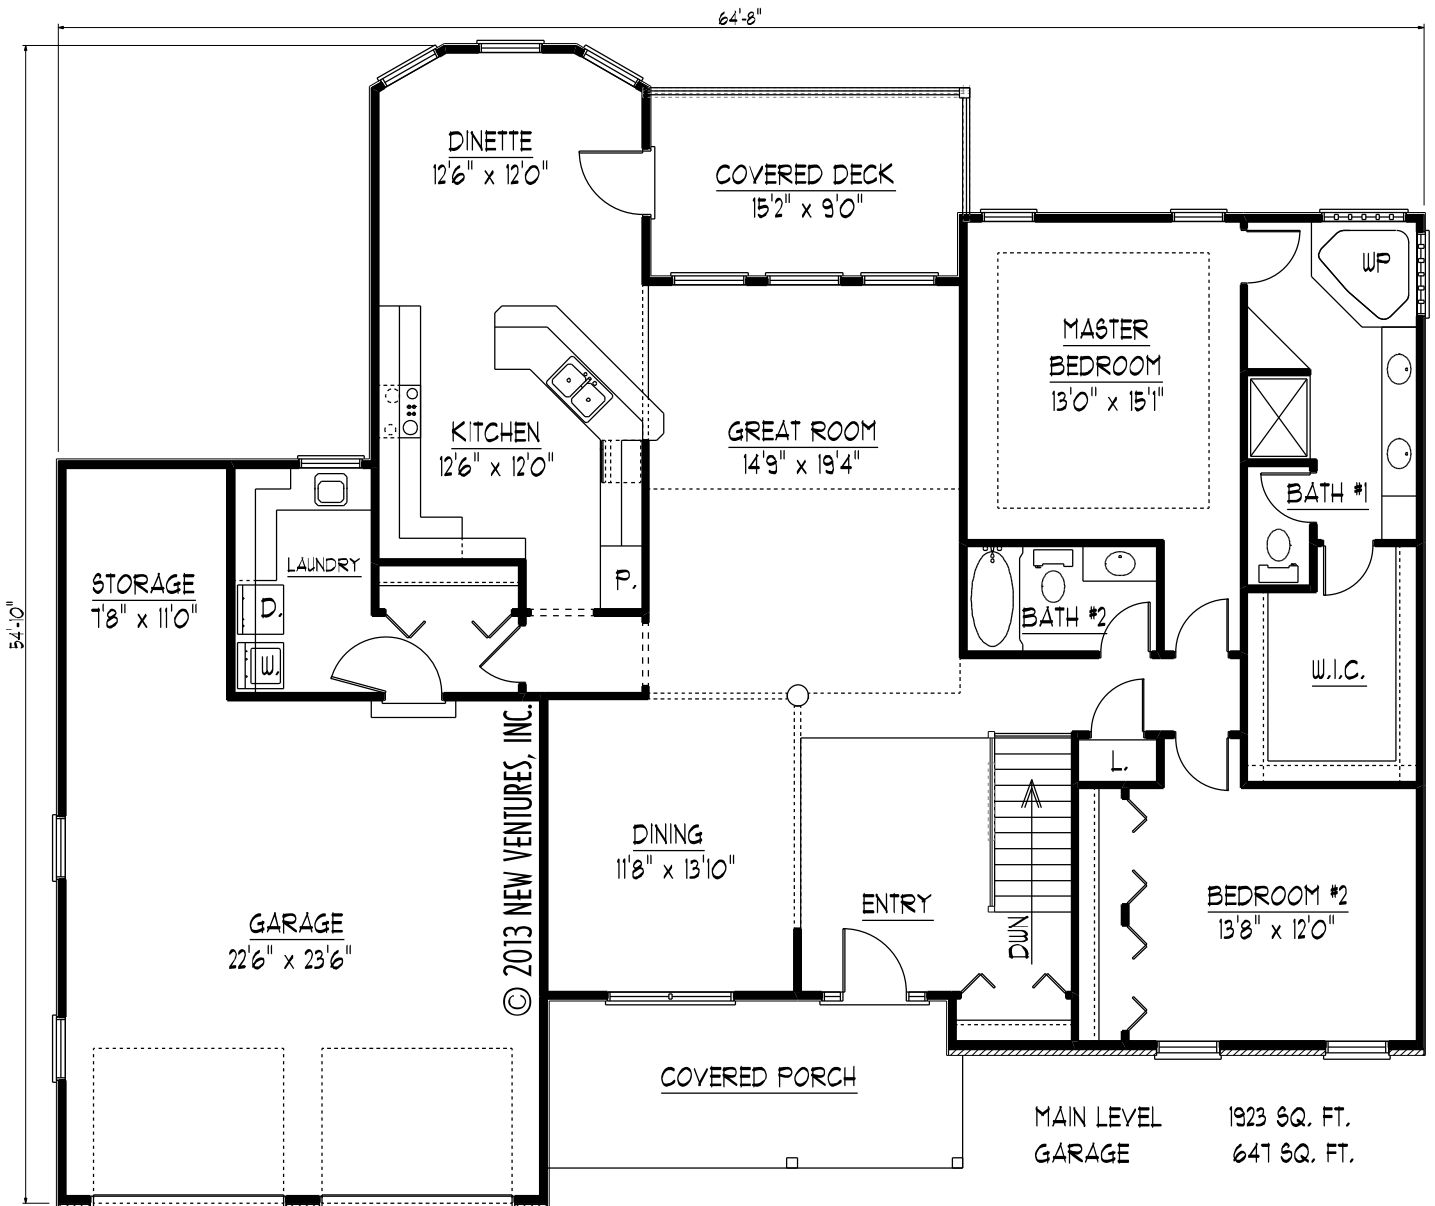 64'-8"
DINETTE
12'6" x 12'0"
COVERED DECK
15'2" x 9'0"
WP
MASTER
BEDROOM
13'0" x 15'1"
GREAT ROOM
14'9" x 19'4"
KITCHEN
12'6" x 12'0"
BATH #1
LAUNDRY
STORAGE
7'8" x 11'0"
D.
P.
W.
BATH #2
W.I.C.
54'-10"
L.
DINING
11'8" x 13'10"
ENTRY
DWN
BEDROOM #2
13'8" x 12'0"
GARAGE
22'6" x 23'6"
© 2013 NEW VENTURES, INC.
COVERED PORCH
MAIN LEVEL 1923 SQ. FT.
GARAGE 647 SQ. FT.